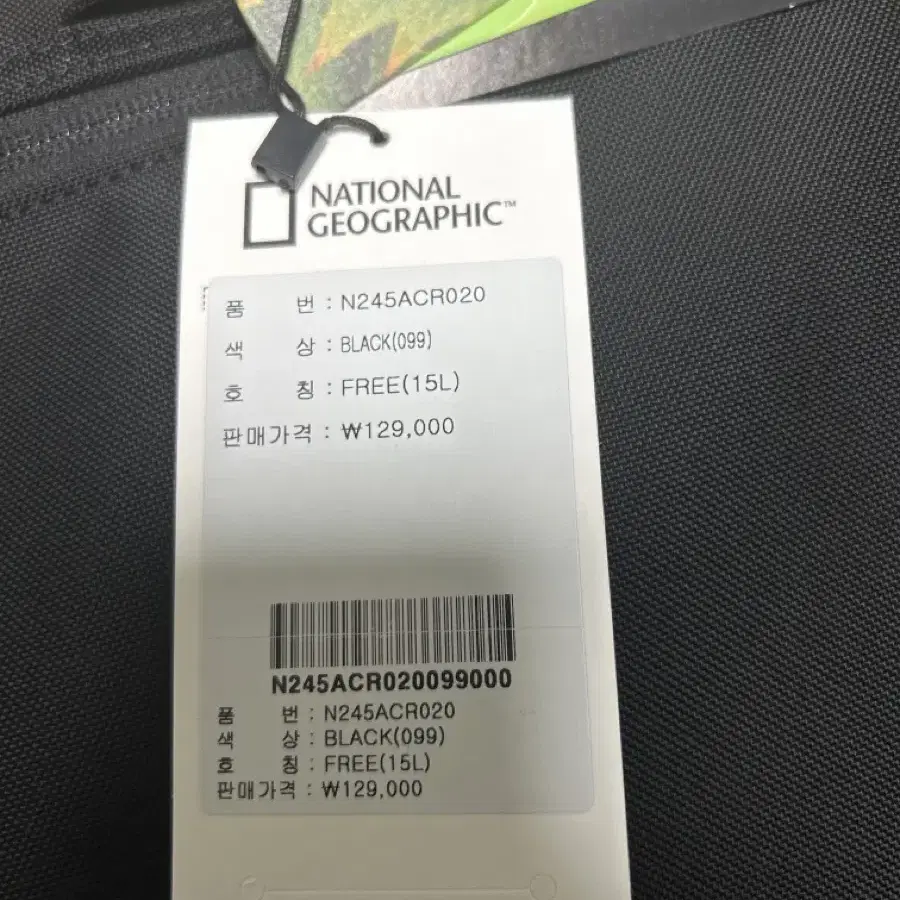 NATIONAL
GEOGRAPHIC™
품 번 : N245ACR020
색 상 : BLACK(099)
호 칭 : FREE(15L)
판매가격 : ₩129,000
N245ACR020099000
품 번 : N245ACR020
색 상 : BLACK(099)
호 칭 : FREE(15L)
판매가격 : ₩129,000